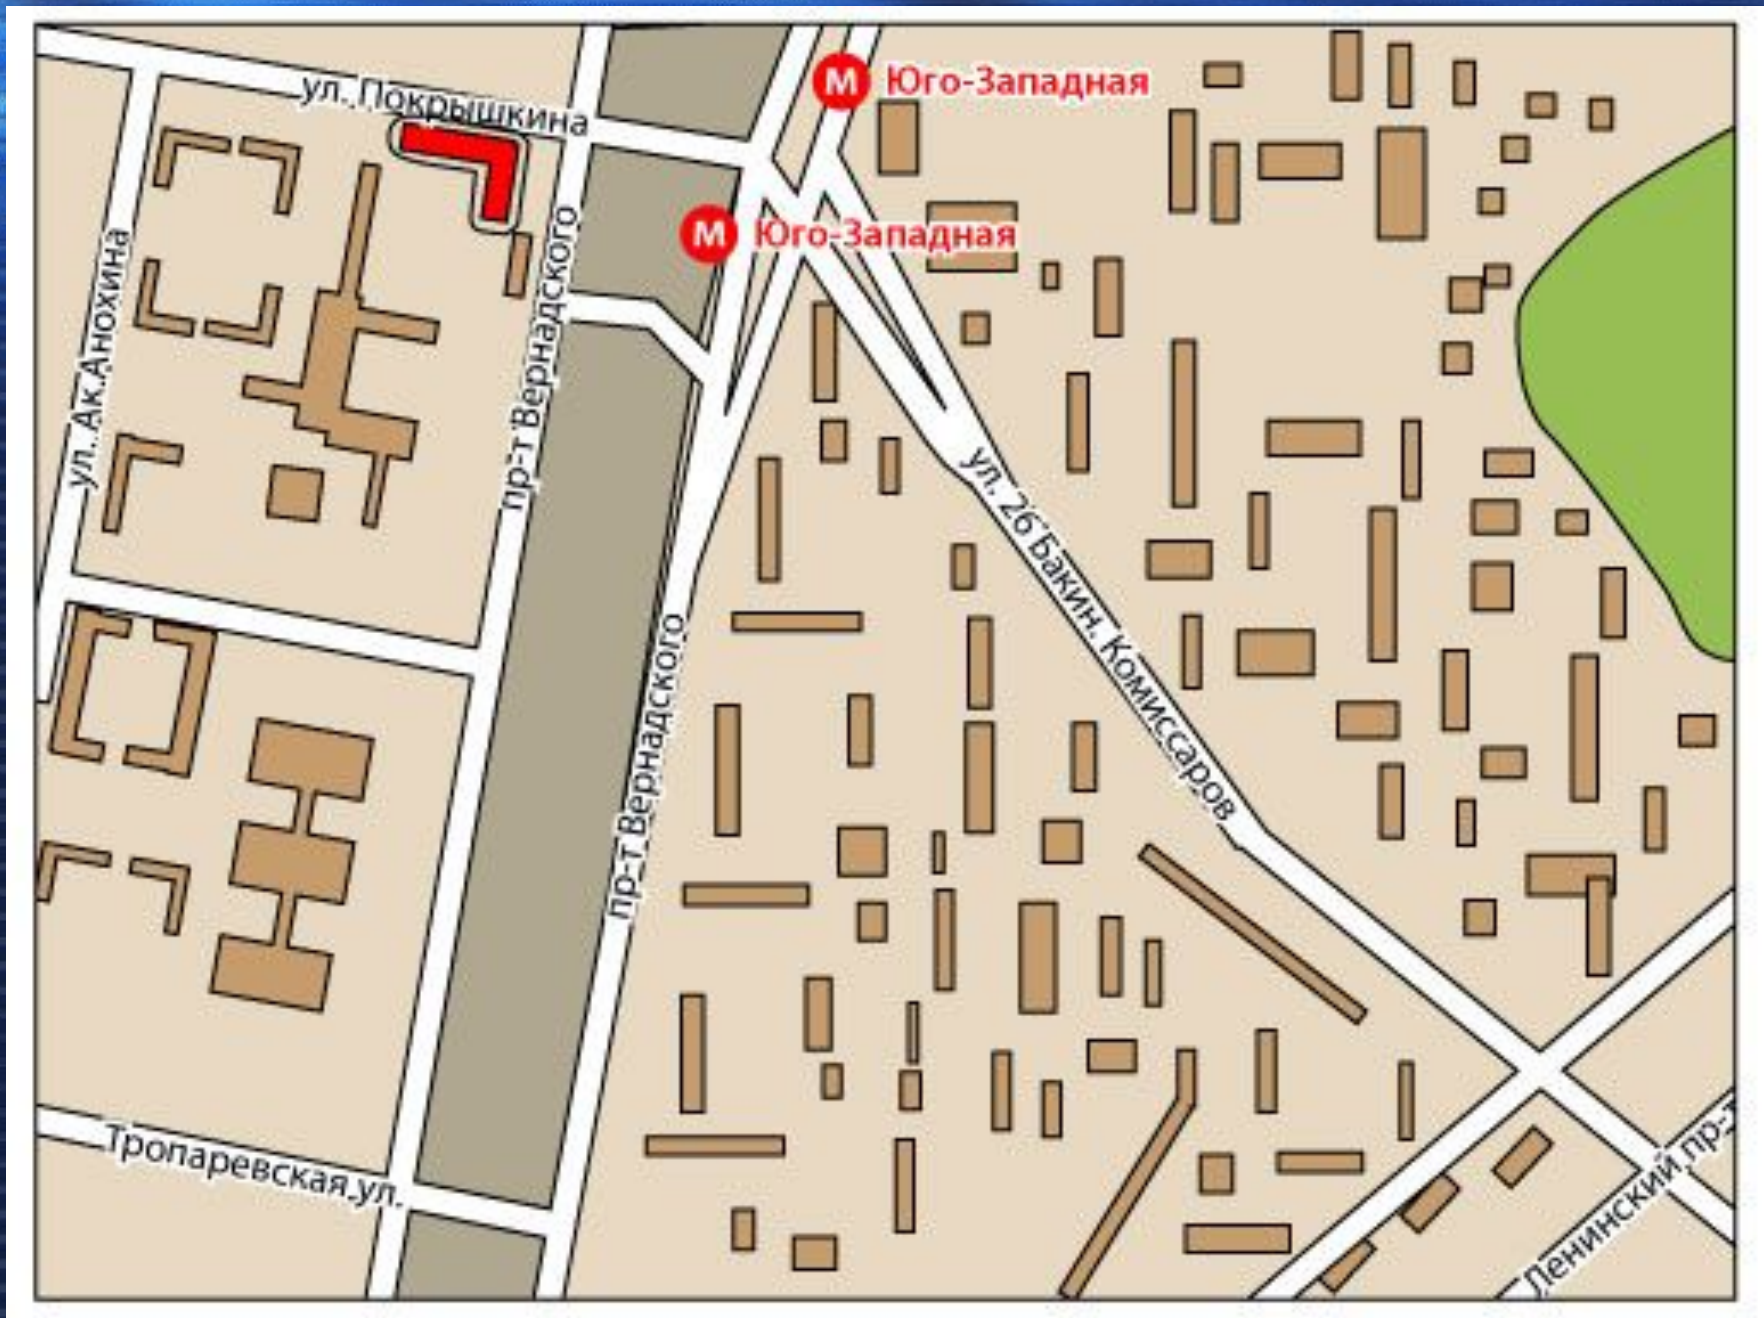 М Юго-Западная
ул. Покрышкина
М Юго-Западная
ул. Ак.Анохина
пр-т Вернадского
ул. 26 Бакин. Комиссаров
пр-т Вернадского
Тропаревская ул.
Ленинский пр-т